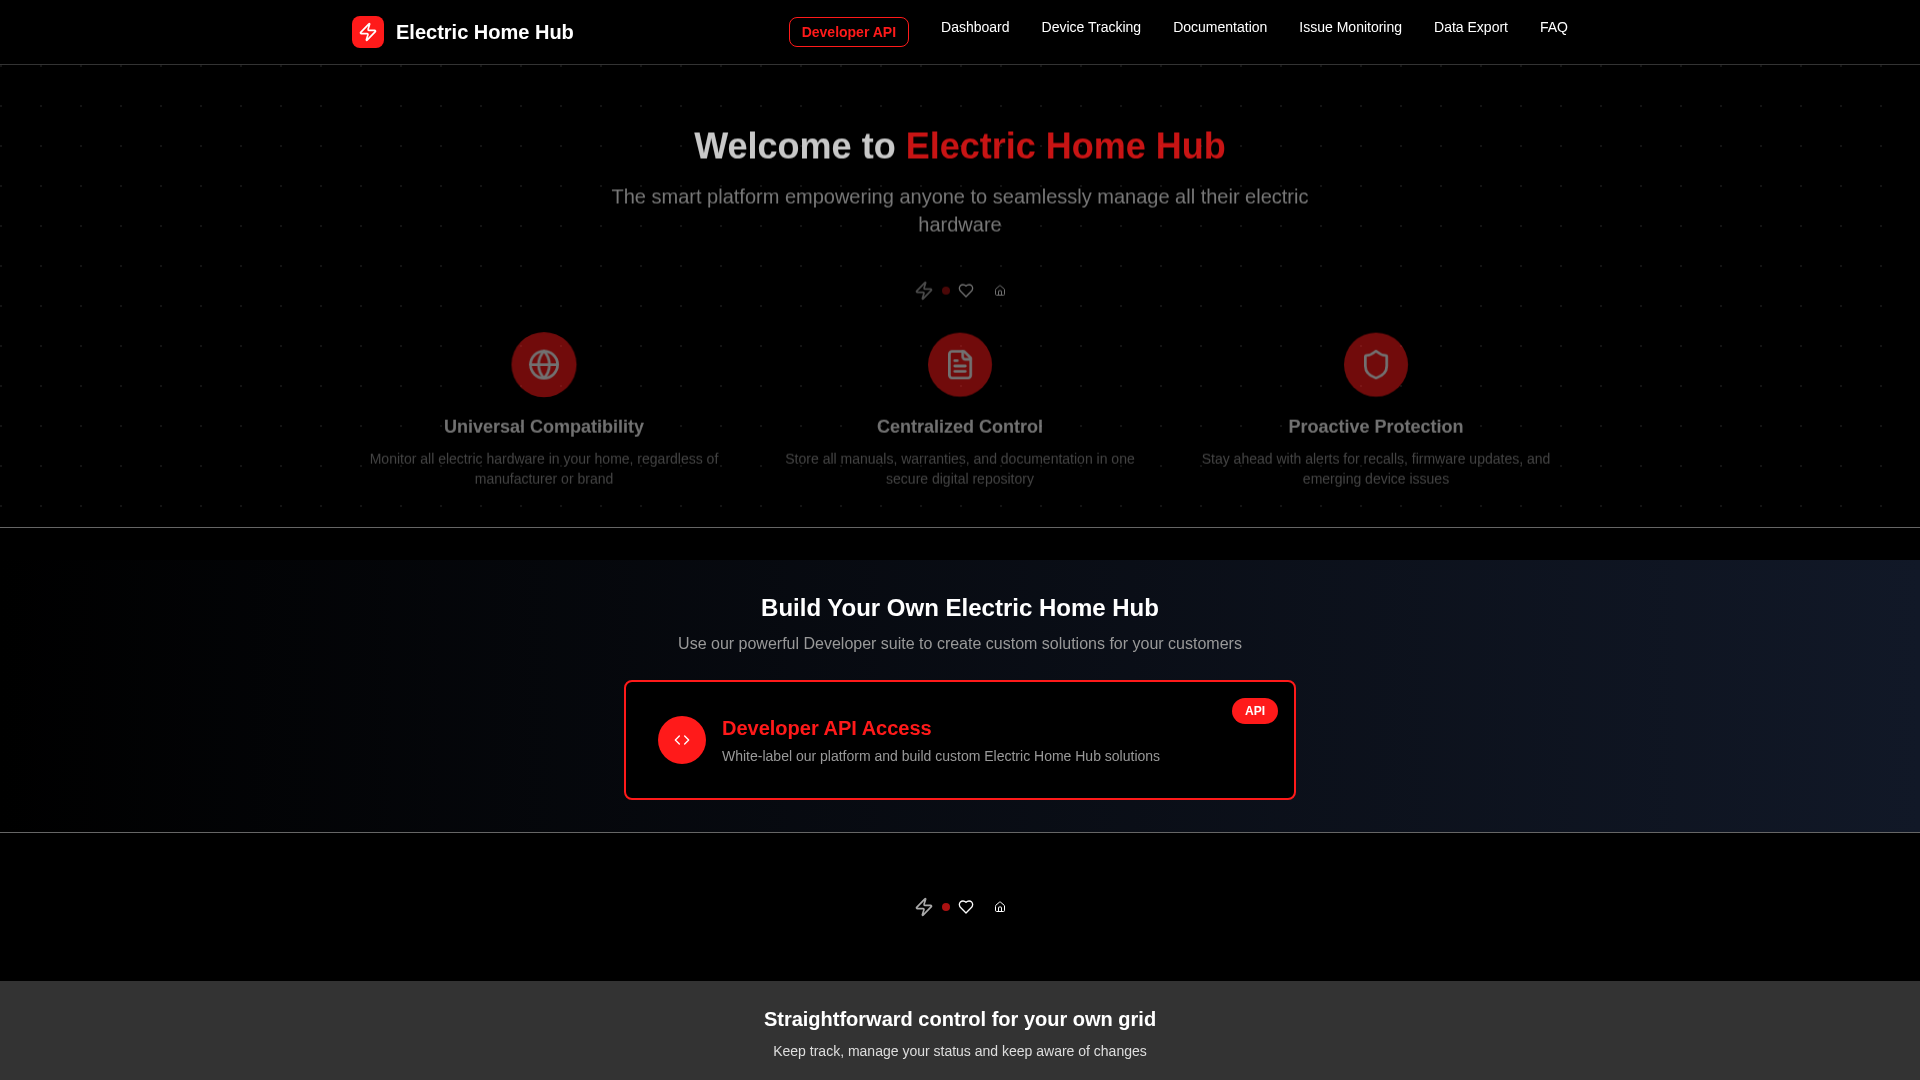 Electric Home Hub
Developer API
Dashboard
Device Tracking
Documentation
Issue Monitoring
Data Export
FAQ
Welcome to Electric Home Hub
The smart platform empowering anyone to seamlessly manage all their electric
hardware
Universal Compatibility
Monitor all electric hardware in your home, regardless of
manufacturer or brand
Centralized Control
Store all manuals, warranties, and documentation in one
secure digital repository
Proactive Protection
Stay ahead with alerts for recalls, firmware updates, and
emerging device issues
Build Your Own Electric Home Hub
Use our powerful Developer suite to create custom solutions for your customers
API
Developer API Access
White-label our platform and build custom Electric Home Hub solutions
Straightforward control for your own grid
Keep track, manage your status and keep aware of changes